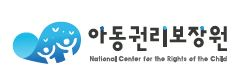 아동권리보장원
National Center for the Rights of the Child